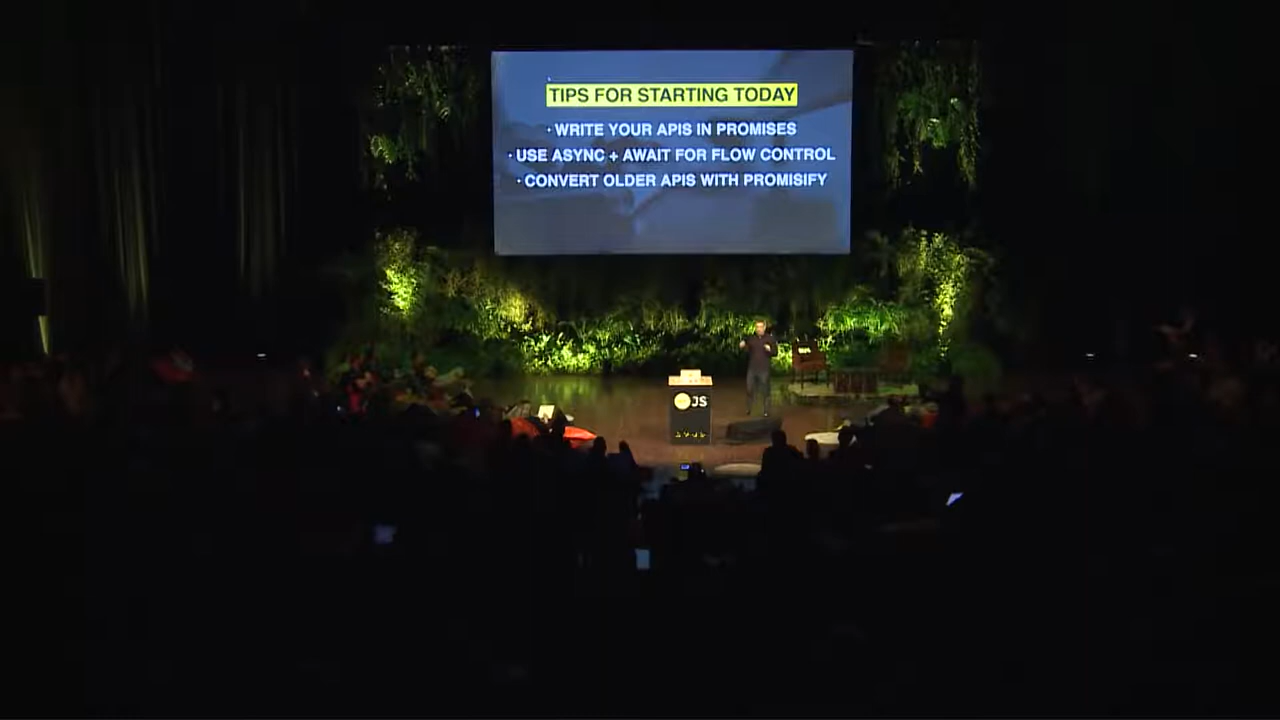 TIPS FOR STARTING TODAY
· WRITE YOUR APIS IN PROMISES
· USE ASYNC + AWAIT FOR FLOW CONTROL
· CONVERT OLDER APIS WITH PROMISIFY
JS